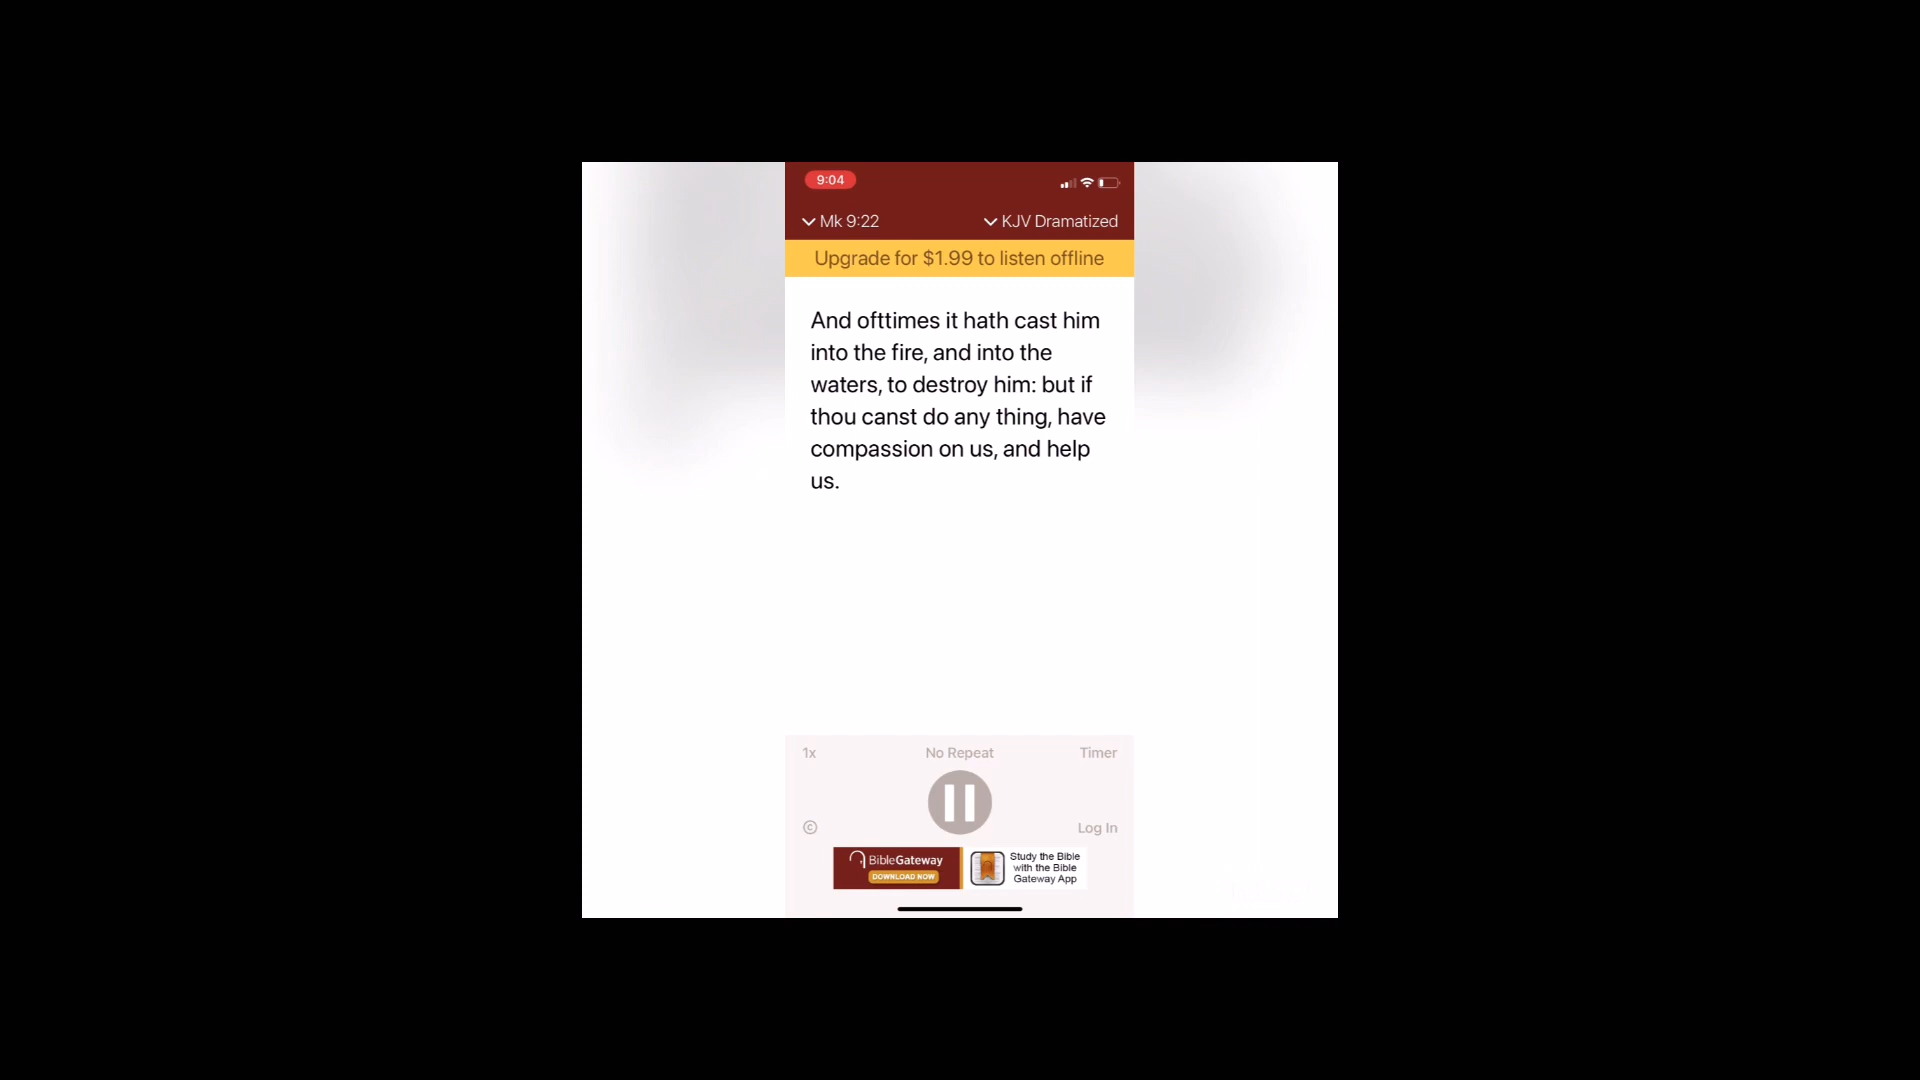 9:04
Mk 9:22
KJV Dramatized
Upgrade for $1.99 to listen offline
And ofttimes it hath cast him
into the fire, and into the
waters, to destroy him: but if
thou canst do any thing, have
compassion on us, and help
us.
1x
No Repeat
Timer
©
Log In
BibleGateway
DOWNLOAD NOW
Study the Bible
with the Bible
Gateway App